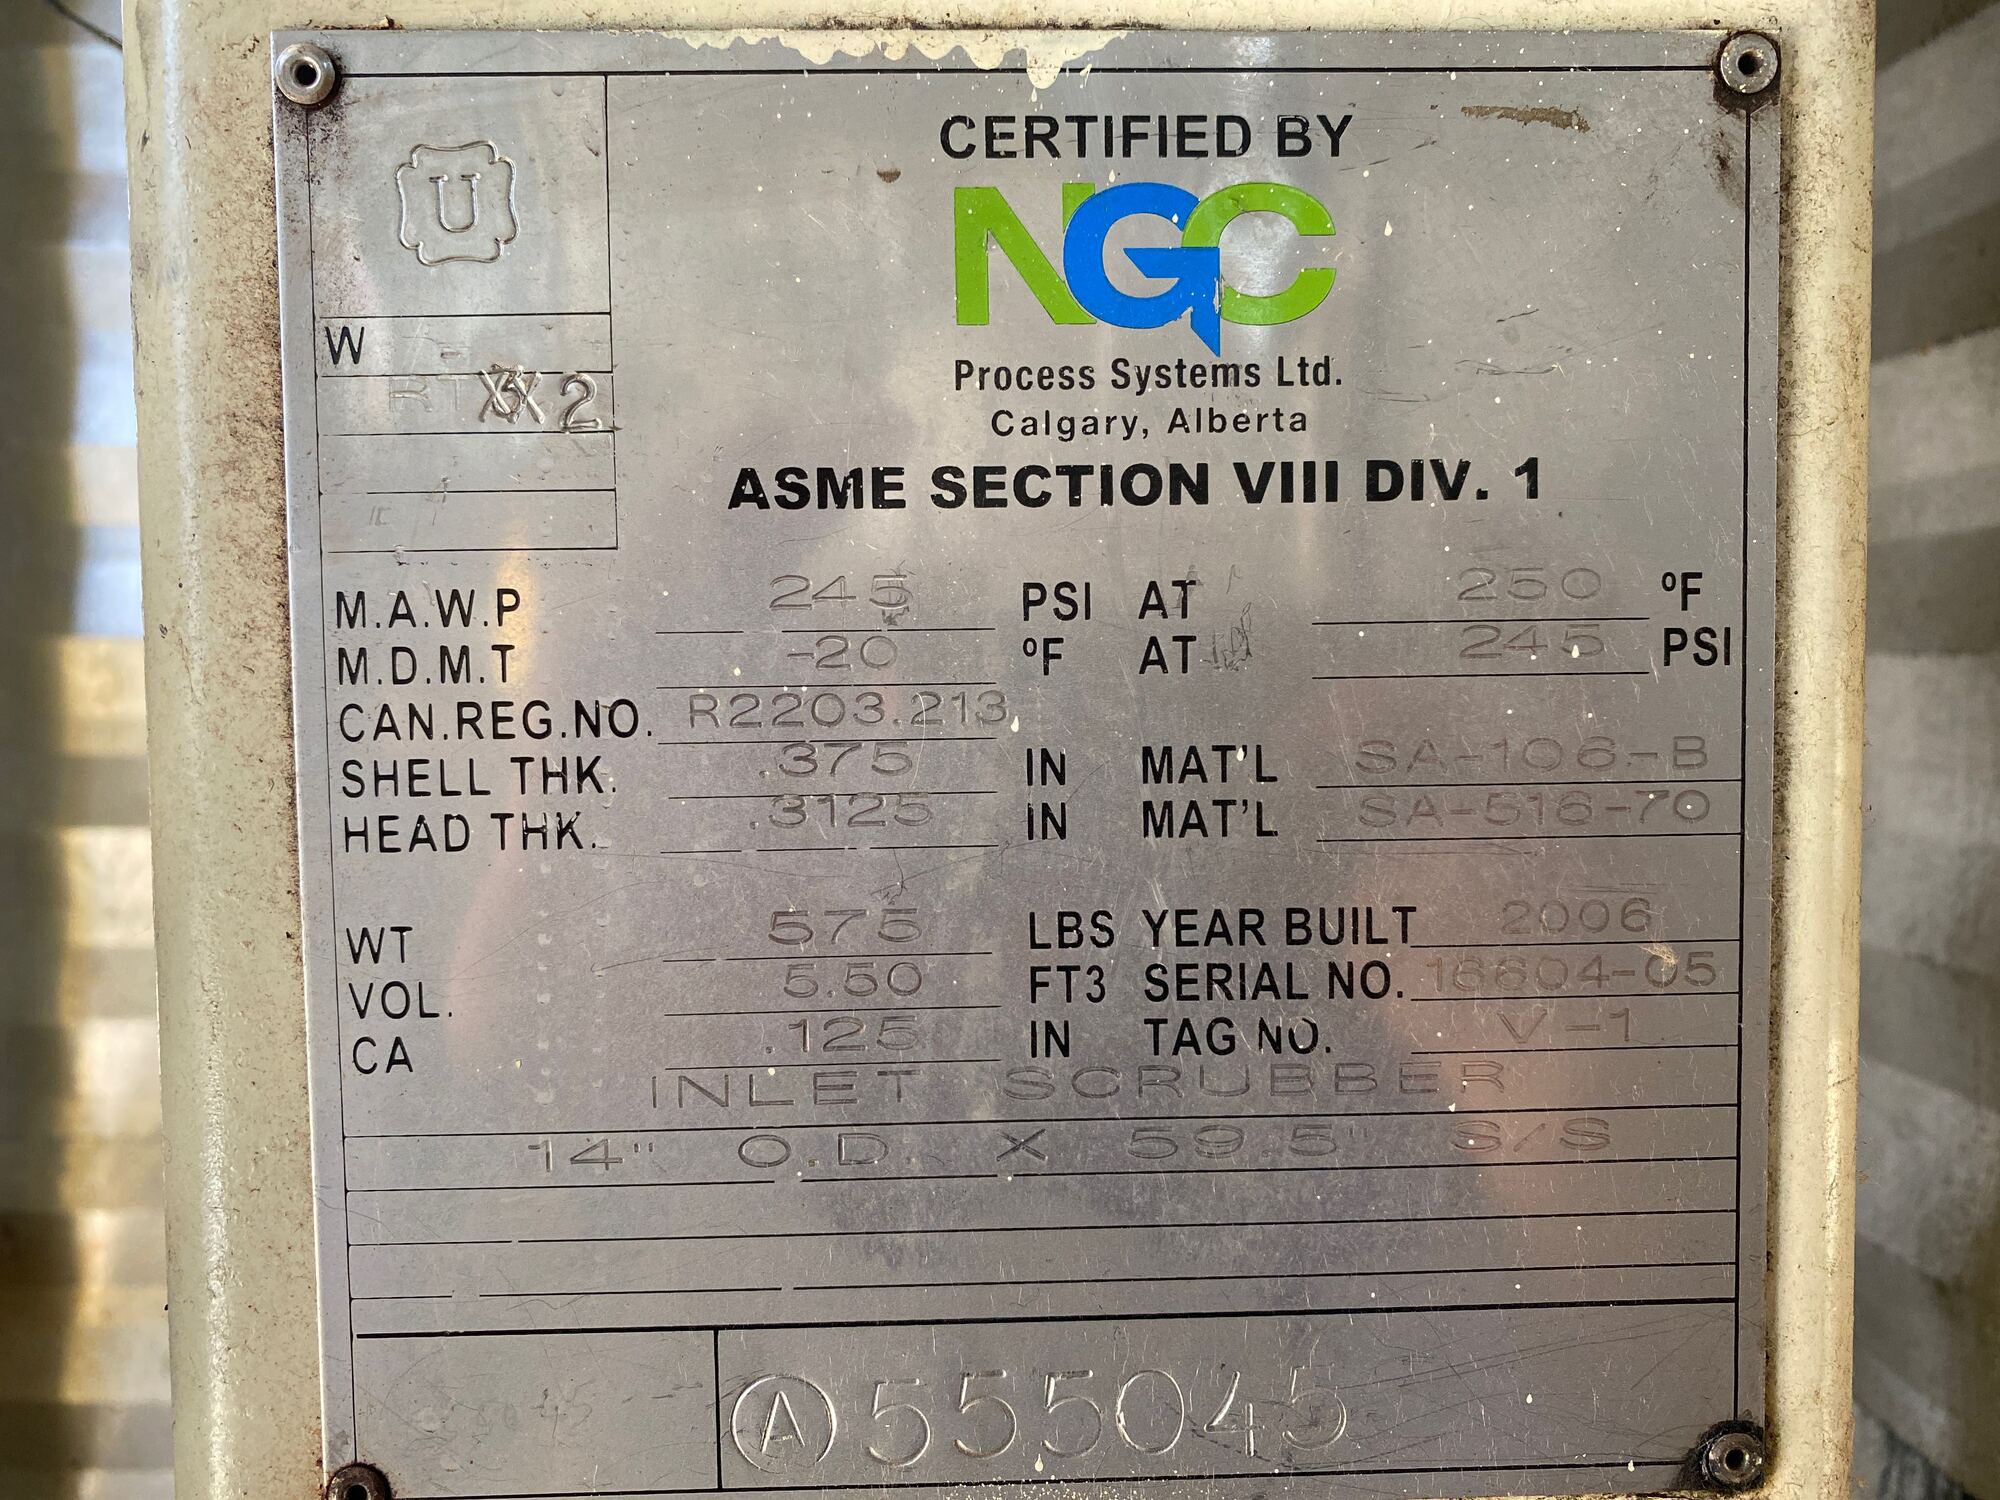 CERTIFIED BY
U
NGC
W -
RT XX 2
Process Systems Ltd.
Calgary, Alberta
ASME SECTION VIII DIV. 1
M.A.W.P 245 PSI AT 250 ºF
M.D.M.T -20 ºF AT 245 PSI
CAN.REG.NO. R2203.213
SHELL THK. .375 IN MAT'L SA-106-B
HEAD THK. .3125 IN MAT'L SA-516-70
WT 575 LBS YEAR BUILT 2006
VOL. 5.50 FT3 SERIAL NO. 16604-05
CA .125 IN TAG NO. V-1
INLET SCRUBBER
14" O.D. X 59.5" S/S
A 555045